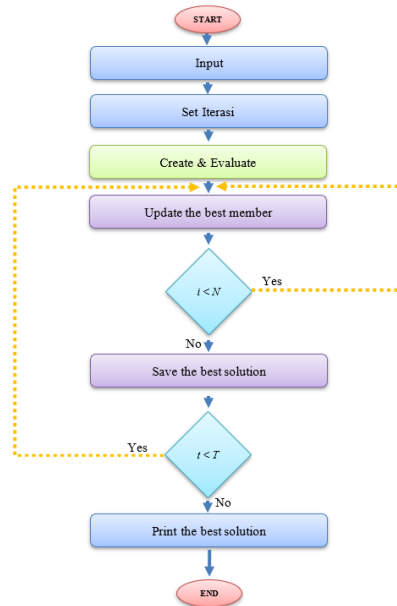 START
Input
Set Iterasi
Create & Evaluate
Update the best member
i < N
Yes
No
Save the best solution
Yes
t < T
No
Print the best solution
END